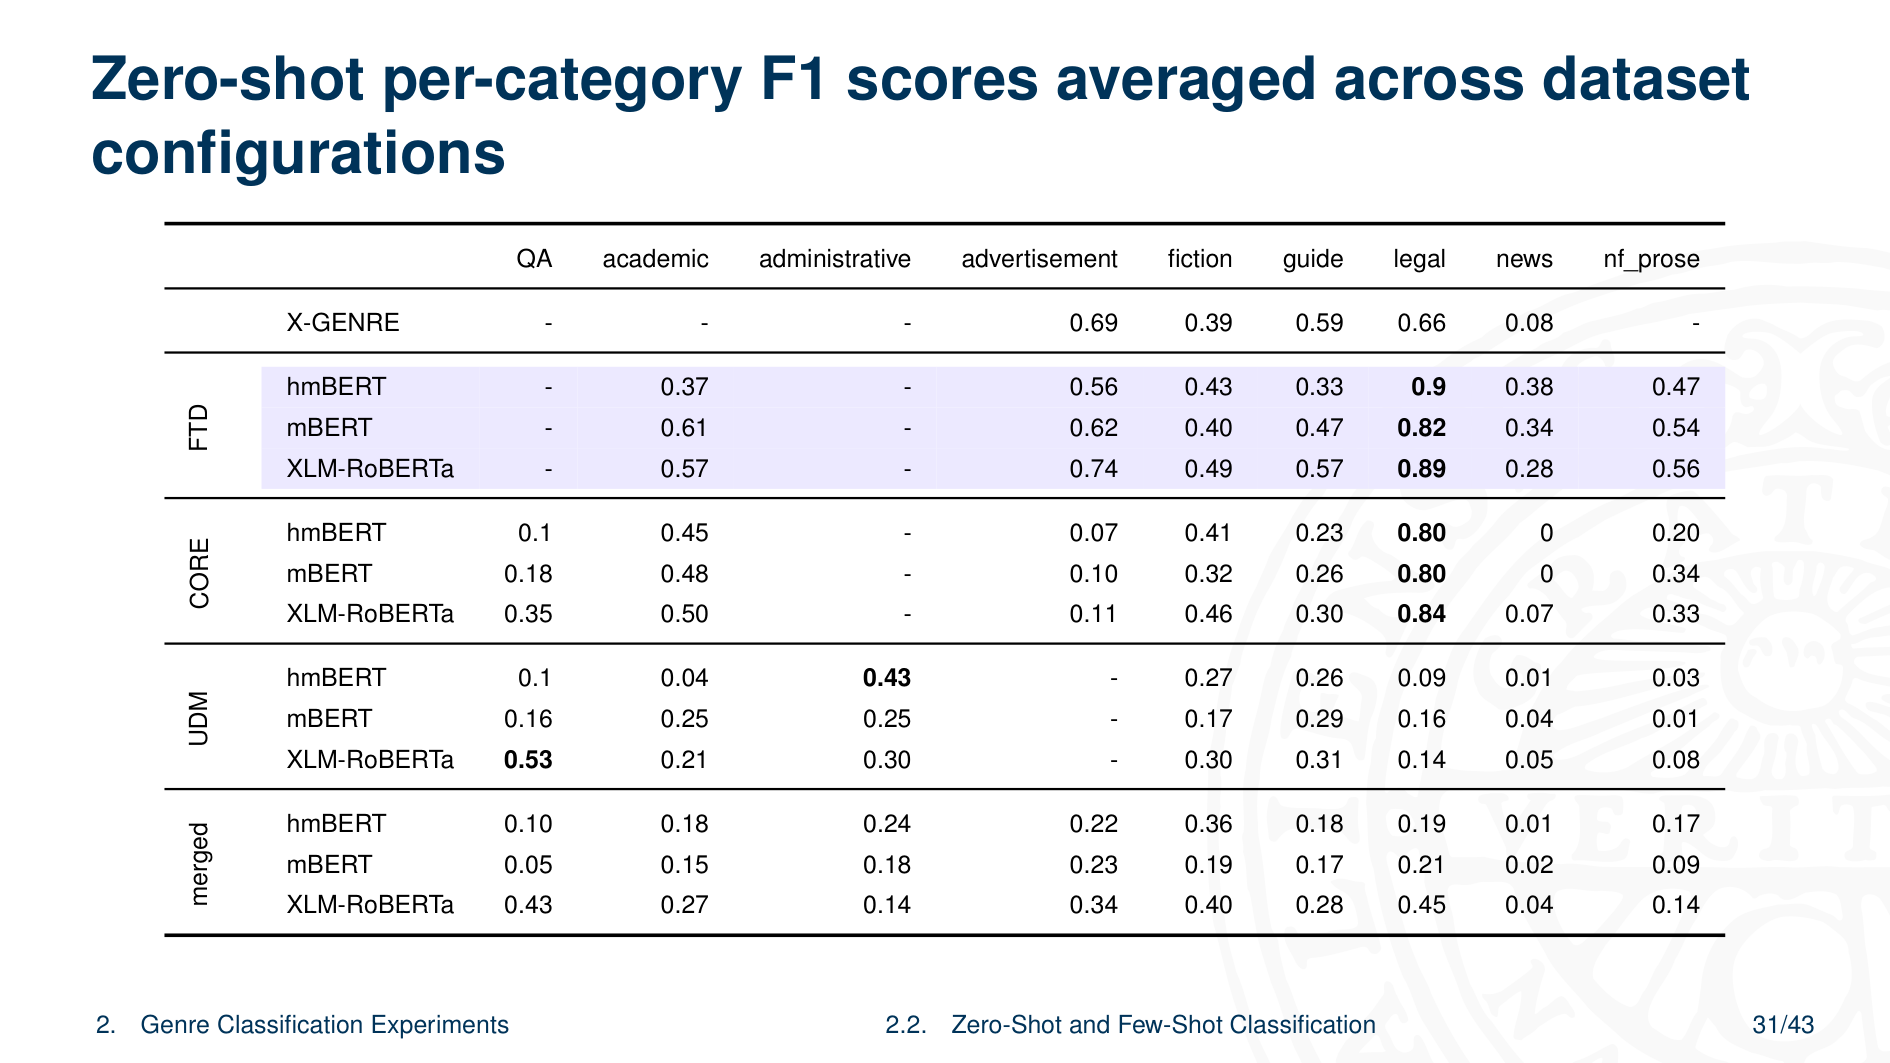 Zero-shot per-category F1 scores averaged across dataset
configurations
QA academic administrative advertisement fiction guide legal news nf_prose
X-GENRE - - - 0.69 0.39 0.59 0.66 0.08 -
FTD
hmBERT - 0.37 - 0.56 0.43 0.33 0.9 0.38 0.47
mBERT - 0.61 - 0.62 0.40 0.47 0.82 0.34 0.54
XLM-RoBERTa - 0.57 - 0.74 0.49 0.57 0.89 0.28 0.56
CORE
hmBERT 0.1 0.45 - 0.07 0.41 0.23 0.80 0 0.20
mBERT 0.18 0.48 - 0.10 0.32 0.26 0.80 0 0.34
XLM-RoBERTa 0.35 0.50 - 0.11 0.46 0.30 0.84 0.07 0.33
UDM
hmBERT 0.1 0.04 0.43 - 0.27 0.26 0.09 0.01 0.03
mBERT 0.16 0.25 0.25 - 0.17 0.29 0.16 0.04 0.01
XLM-RoBERTa 0.53 0.21 0.30 - 0.30 0.31 0.14 0.05 0.08
merged
hmBERT 0.10 0.18 0.24 0.22 0.36 0.18 0.19 0.01 0.17
mBERT 0.05 0.15 0.18 0.23 0.19 0.17 0.21 0.02 0.09
XLM-RoBERTa 0.43 0.27 0.14 0.34 0.40 0.28 0.45 0.04 0.14
2. Genre Classification Experiments 2.2. Zero-Shot and Few-Shot Classification 31/43